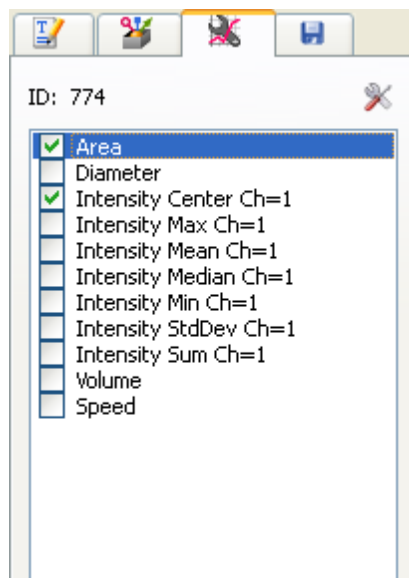 ID: 774
Area
Diameter
Intensity Center Ch=1
Intensity Max Ch=1
Intensity Mean Ch=1
Intensity Median Ch=1
Intensity Min Ch=1
Intensity StdDev Ch=1
Intensity Sum Ch=1
Volume
Speed